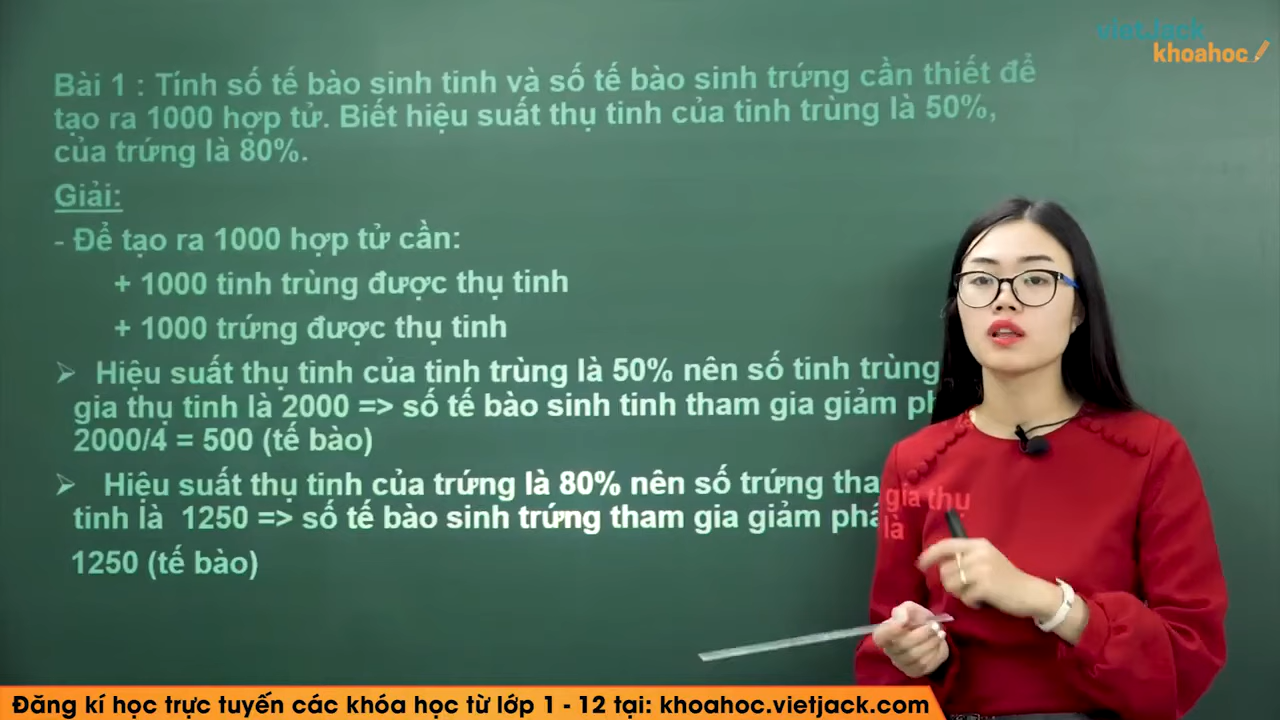 vietJack
khoahoc
Bài 1 : Tính số tế bào sinh tinh và số tế bào sinh trứng cần thiết để
tạo ra 1000 hợp tử. Biết hiệu suất thụ tinh của tinh trùng là 50%,
của trứng là 80%.
Giải:
- Để tạo ra 1000 hợp tử cần:
+ 1000 tinh trùng được thụ tinh
+ 1000 trứng được thụ tinh
➢ Hiệu suất thụ tinh của tinh trùng là 50% nên số tinh trùng
gia thụ tinh là 2000 => số tế bào sinh tinh tham gia giảm
2000/4 = 500 (tế bào)
➢ Hiệu suất thụ tinh của trứng là 80% nên số trứng tha gia thụ
tinh là 1250 => số tế bào sinh trứng tham gia giảm phâ là
1250 (tế bào)
Đăng kí học trực tuyến các khóa học từ lớp 1 - 12 tại: khoahoc.vietjack.com